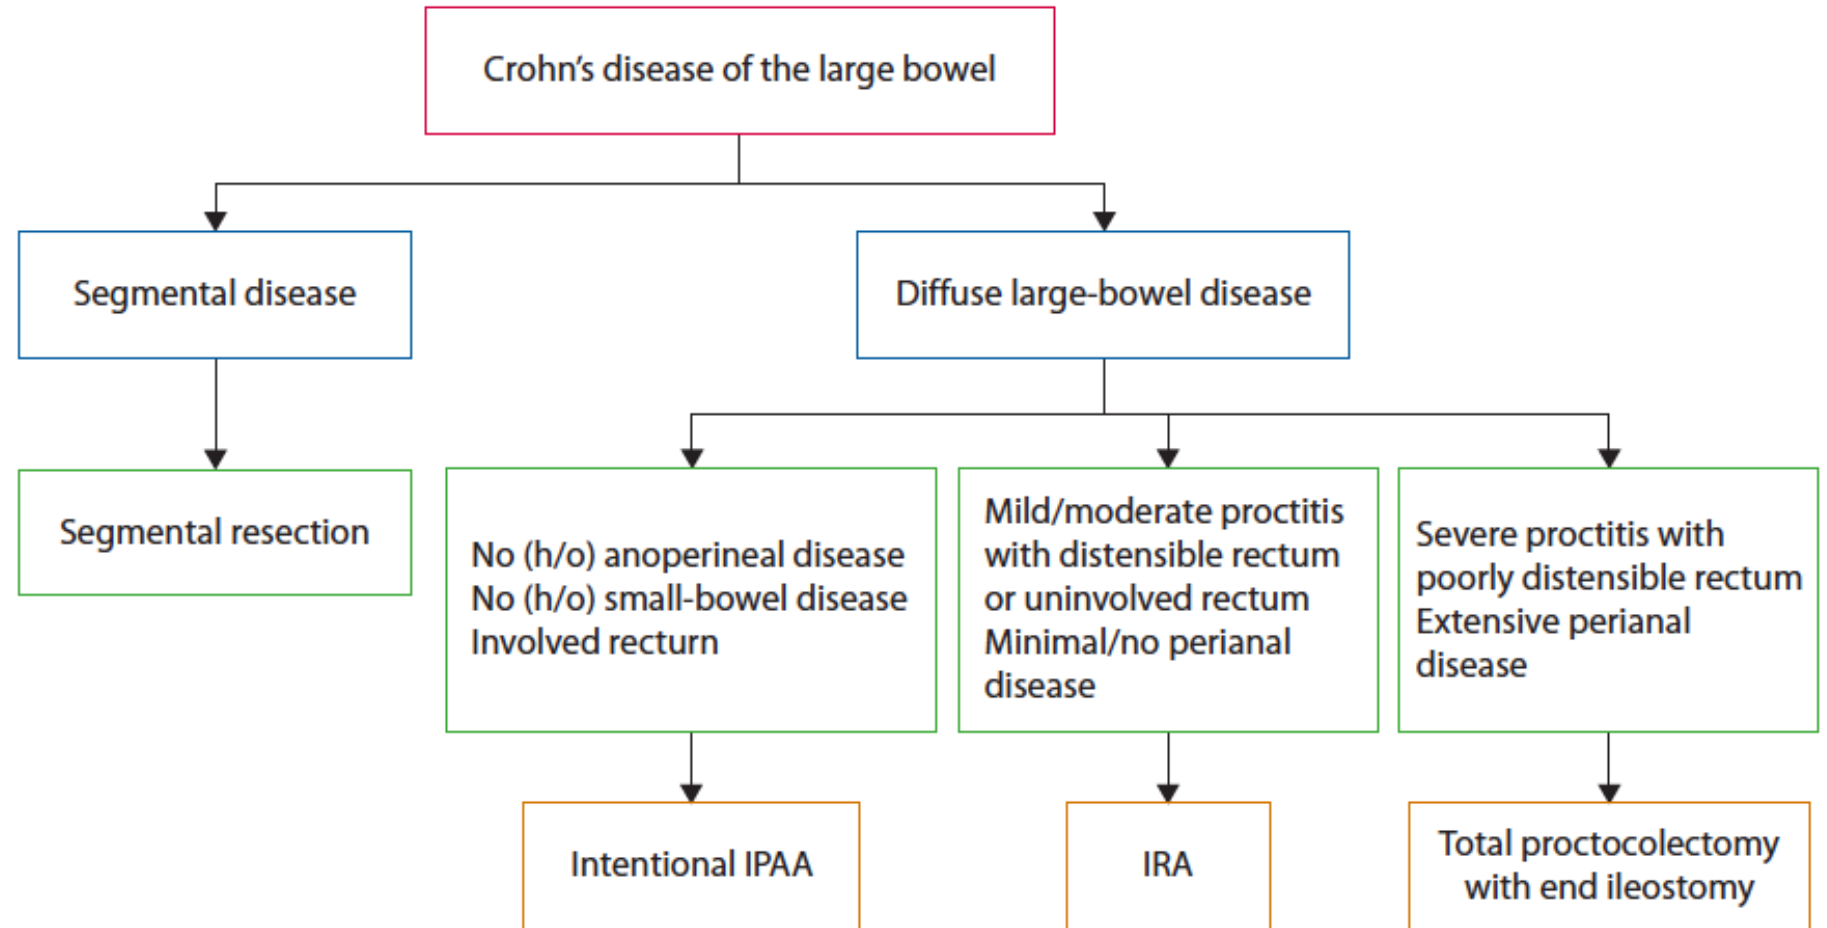 Crohn's disease of the large bowel
Segmental disease
Diffuse large-bowel disease
Segmental resection
No (h/o) anoperineal disease
No (h/o) small-bowel disease
Involved recturn
Mild/moderate proctitis
with distensible rectum
or uninvolved rectum
Minimal/no perianal
disease
Severe proctitis with
poorly distensible rectum
Extensive perianal
disease
Intentional IPAA
IRA
Total proctocolectomy
with end ileostomy